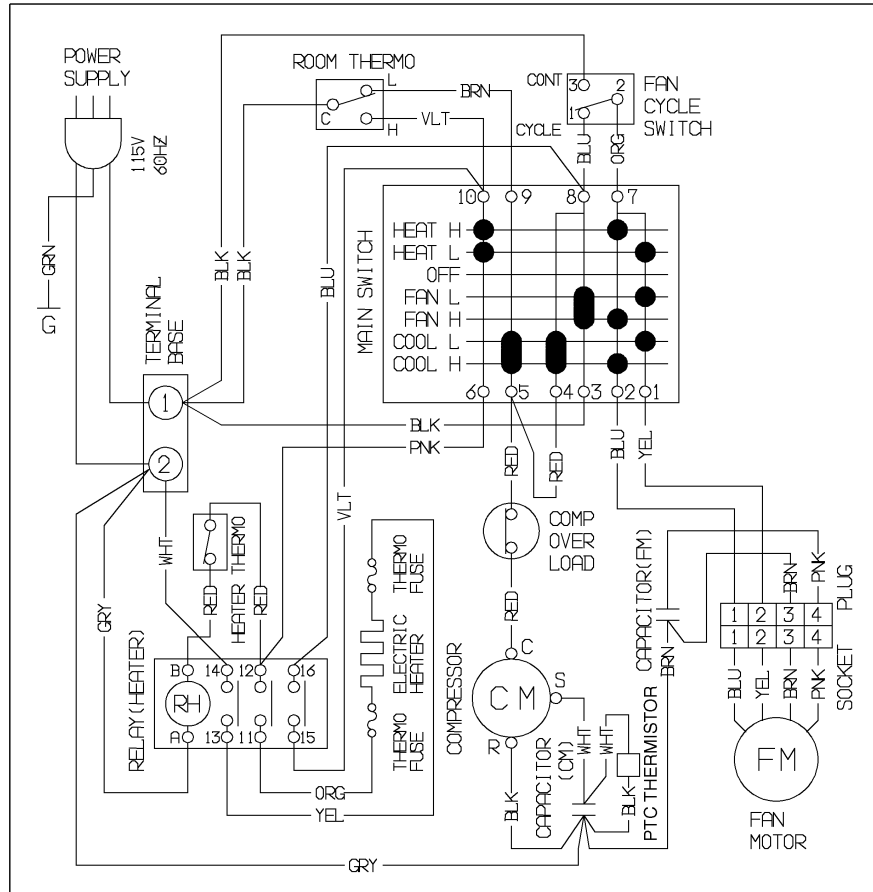 POWER
SUPPLY
115V
60HZ
GRN
G
TERMINAL
BASE
1
2
ROOM THERMO
L
C
H
BRN
VLT
CONT
3
2
1
CYCLE
FAN
CYCLE
SWITCH
BLU
ORG
BLK
BLK
BLU
MAIN SWITCH
10
9
8
7
HEAT H
HEAT L
OFF
FAN L
FAN H
COOL L
COOL H
6
5
4
3
2
1
BLK
PNK
RED
RED
BLU
YEL
WHT
GRY
VLT
HEATER THERMO
RED
RED
THERMO
FUSE
ELECTRIC
HEATER
THERMO
FUSE
COMP
OVER
LOAD
RED
RELAY(HEATER)
B
14
12
16
RH
A
13
11
15
ORG
YEL
COMPRESSOR
C
CM
S
R
BLK
WHT
WHT
CAPACITOR
(CM)
BLK
PTC THERMISTOR
CAPACITOR(FM)
BRN
BRN
PNK
1 2 3 4
1 2 3 4
PLUG
SOCKET
BLU
YEL
BRN
PNK
FM
FAN
MOTOR
GRY